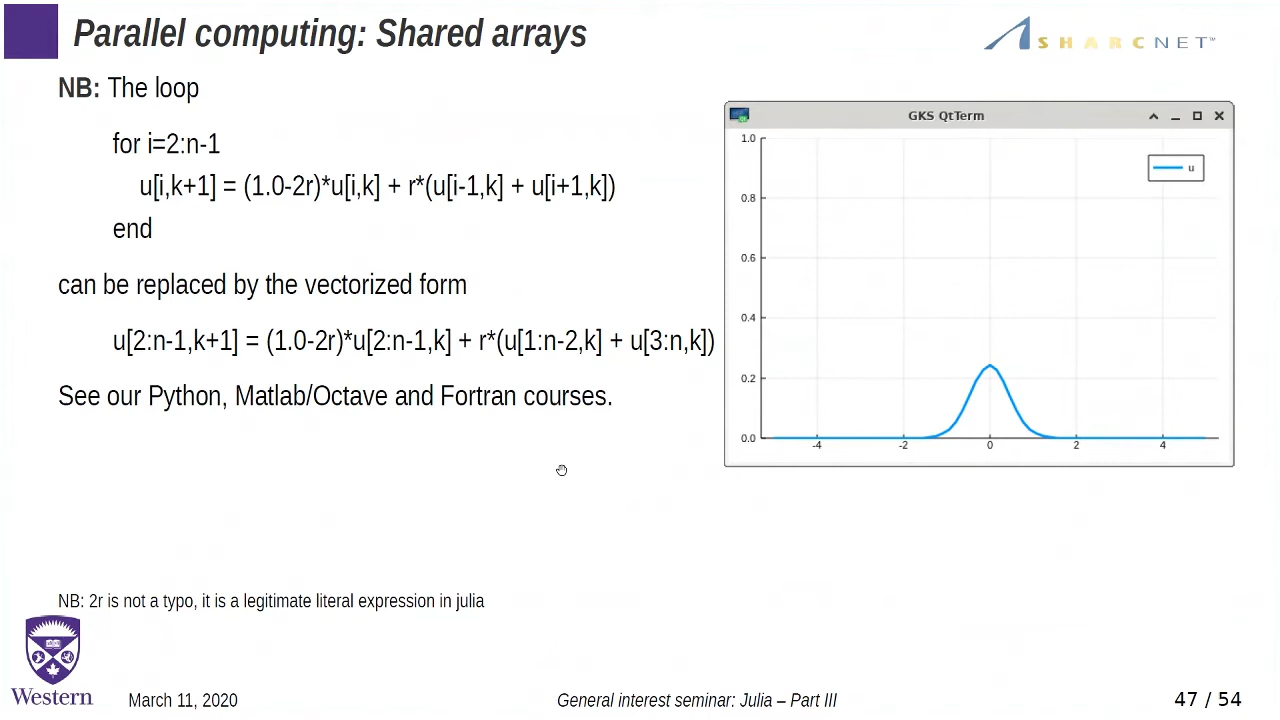 Parallel computing: Shared arrays
SHARCNET™
NB: The loop
for i=2:n-1
u[i,k+1] = (1.0-2r)*u[i,k] + r*(u[i-1,k] + u[i+1,k])
end
can be replaced by the vectorized form
u[2:n-1,k+1] = (1.0-2r)*u[2:n-1,k] + r*(u[1:n-2,k] + u[3:n,k])
See our Python, Matlab/Octave and Fortran courses.
GKS QtTerm
1.0
u
0.8
0.6
0.4
0.2
0.0
-4 -2 0 2 4
NB: 2r is not a typo, it is a legitimate literal expression in julia
Western
March 11, 2020
General interest seminar: Julia – Part III
47 / 54